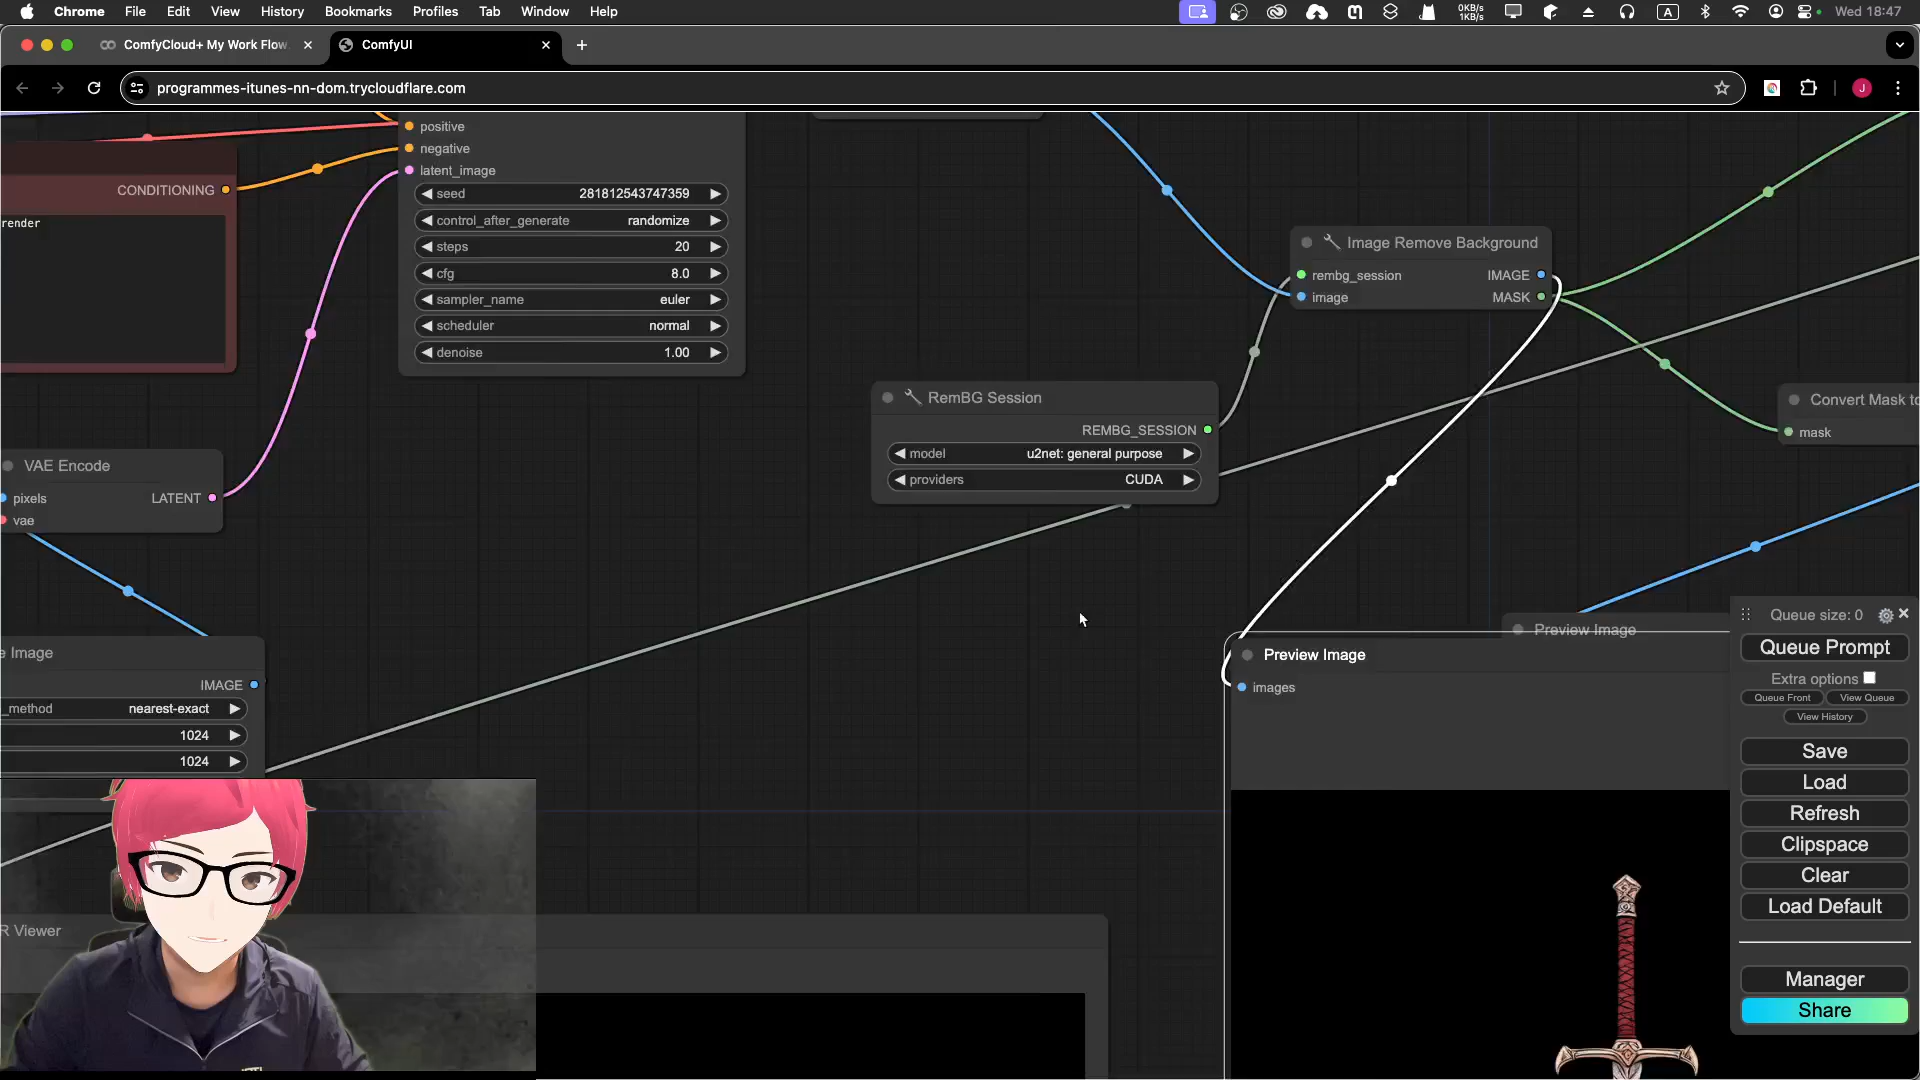 Chrome File Edit View History Bookmarks Profiles Tab Window Help
0KB/s
1KB/s
A
Wed 18:47
ComfyCloud+ My Work Flow
ComfyUI
programmes-itunes-nn-dom.trycloudflare.com
J
positive
negative
latent_image
seed 281812543747359
control_after_generate randomize
steps 20
cfg 8.0
sampler_name euler
scheduler normal
denoise 1.00
CONDITIONING
render
VAE Encode
pixels LATENT
vae
e Image
IMAGE
_method nearest-exact
1024
1024
R Viewer
RemBG Session
REMBG_SESSION
model u2net: general purpose
providers CUDA
Image Remove Background
rembg_session IMAGE
image MASK
Convert Mask to
mask
Preview Image
Preview Image
images
Queue size: 0
Queue Prompt
Extra options
Queue Front View Queue
View History
Save
Load
Refresh
Clipspace
Clear
Load Default
Manager
Share